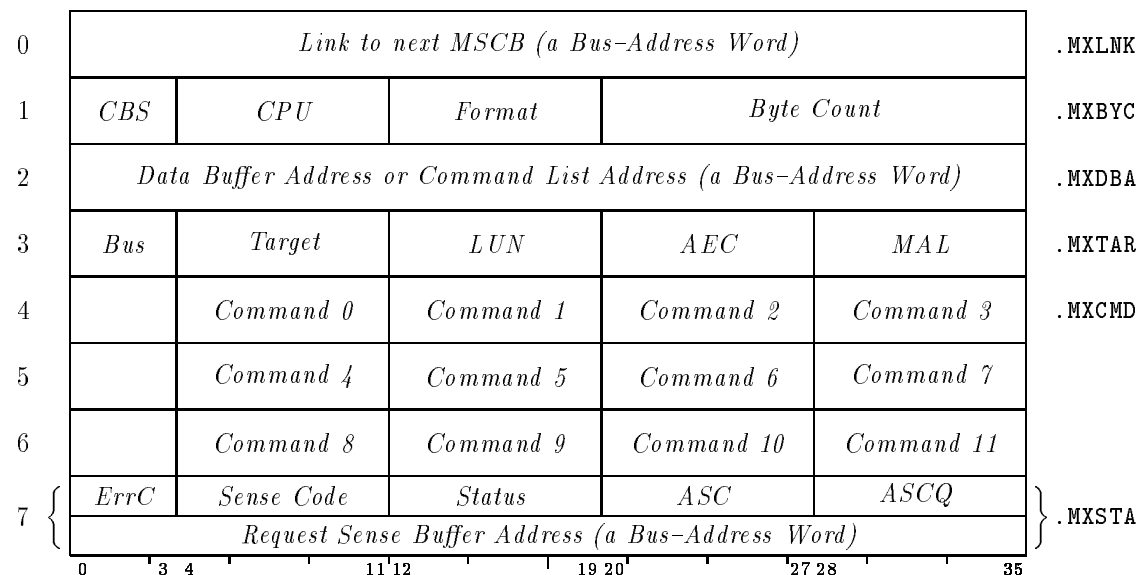 0 Link to next MSCB (a Bus–Address Word) .MXLNK
1 CBS CPU Format Byte Count .MXBYC
2 Data Buffer Address or Command List Address (a Bus–Address Word) .MXDBA
3 Bus Target LUN AEC MAL .MXTAR
4 Command 0 Command 1 Command 2 Command 3 .MXCMD
5 Command 4 Command 5 Command 6 Command 7
6 Command 8 Command 9 Command 10 Command 11
ErrC Sense Code Status ASC ASCQ
7 .MXSTA
Request Sense Buffer Address (a Bus–Address Word)
0 3 4 11 12 19 20 27 28 35